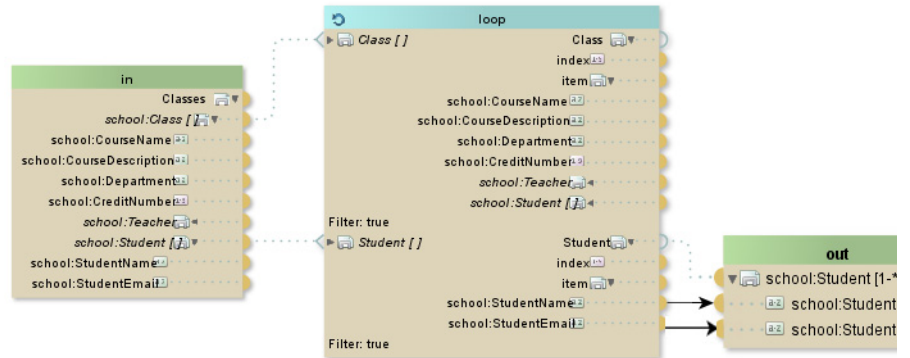 in
Classes
school:Class [ ]
school:CourseName
school:CourseDescription
school:Department
school:CreditNumber
school:Teacher
school:Student [ ]
school:StudentName
school:StudentEmail
loop
Class [ ]
Class
index
item
school:CourseName
school:CourseDescription
school:Department
school:CreditNumber
school:Teacher
school:Student [ ]
Filter: true
Student [ ]
Student
index
item
school:StudentName
school:StudentEmail
Filter: true
out
school:Student [1-*
school:Student
school:Student